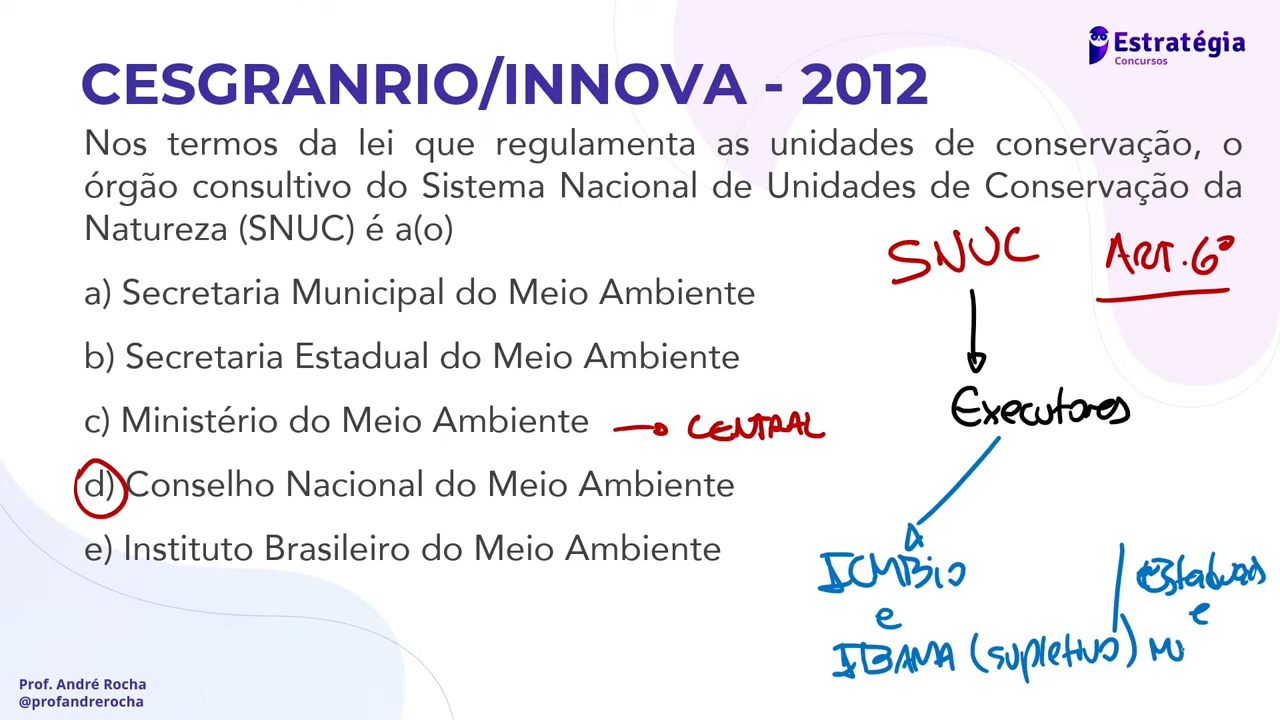 Estratégia
Concursos
CESGRANRIO/INNOVA - 2012
Nos termos da lei que regulamenta as unidades de conservação, o
órgão consultivo do Sistema Nacional de Unidades de Conservação da
Natureza (SNUC) é a(o)
SNUC ART. 6º
a) Secretaria Municipal do Meio Ambiente
b) Secretaria Estadual do Meio Ambiente
Executores
c) Ministério do Meio Ambiente → CENTRAL
d) Conselho Nacional do Meio Ambiente
e) Instituto Brasileiro do Meio Ambiente
ICMBio Estaduais
e e
IBAMA (supletivo) Mu
Prof. André Rocha
@profandrerocha